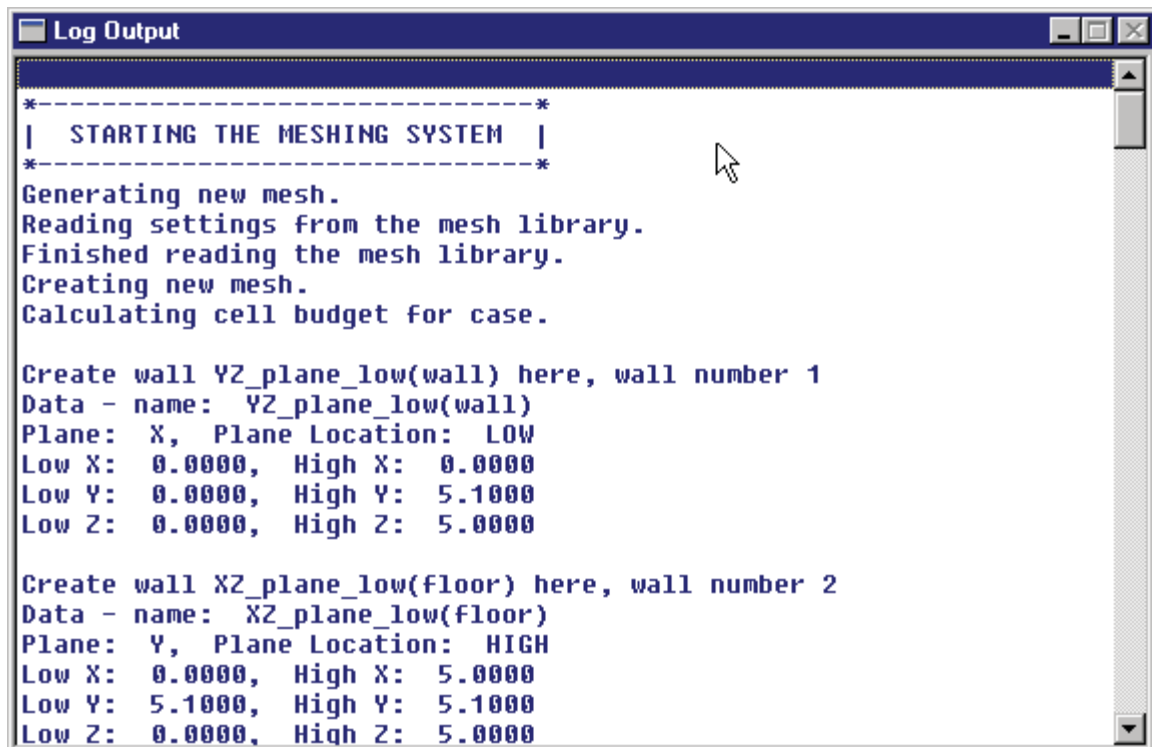 Log Output
*-------------------------------*
|  STARTING THE MESHING SYSTEM  |
*-------------------------------*
Generating new mesh.
Reading settings from the mesh library.
Finished reading the mesh library.
Creating new mesh.
Calculating cell budget for case.
Create wall YZ_plane_low(wall) here, wall number 1
Data - name:  YZ_plane_low(wall)
Plane:  X,  Plane Location:  LOW
Low X:  0.0000,  High X:  0.0000
Low Y:  0.0000,  High Y:  5.1000
Low Z:  0.0000,  High Z:  5.0000
Create wall XZ_plane_low(floor) here, wall number 2
Data - name:  XZ_plane_low(floor)
Plane:  Y,  Plane Location:  HIGH
Low X:  0.0000,  High X:  5.0000
Low Y:  5.1000,  High Y:  5.1000
Low Z:  0.0000,  High Z:  5.0000